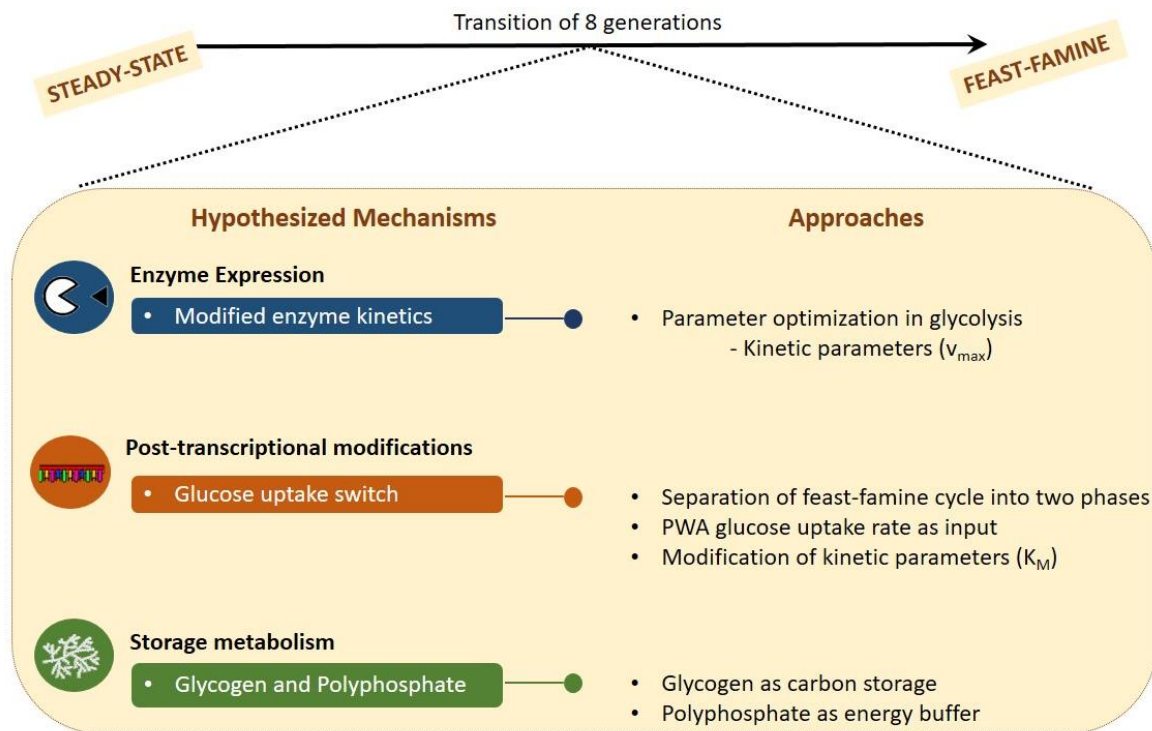 Transition of 8 generations
STEADY-STATE
FEAST-FAMINE
Hypothesized Mechanisms
Approaches
Enzyme Expression
• Modified enzyme kinetics
• Parameter optimization in glycolysis
- Kinetic parameters (vmax)
Post-transcriptional modifications
• Glucose uptake switch
• Separation of feast-famine cycle into two phases
• PWA glucose uptake rate as input
• Modification of kinetic parameters (KM)
Storage metabolism
• Glycogen and Polyphosphate
• Glycogen as carbon storage
• Polyphosphate as energy buffer